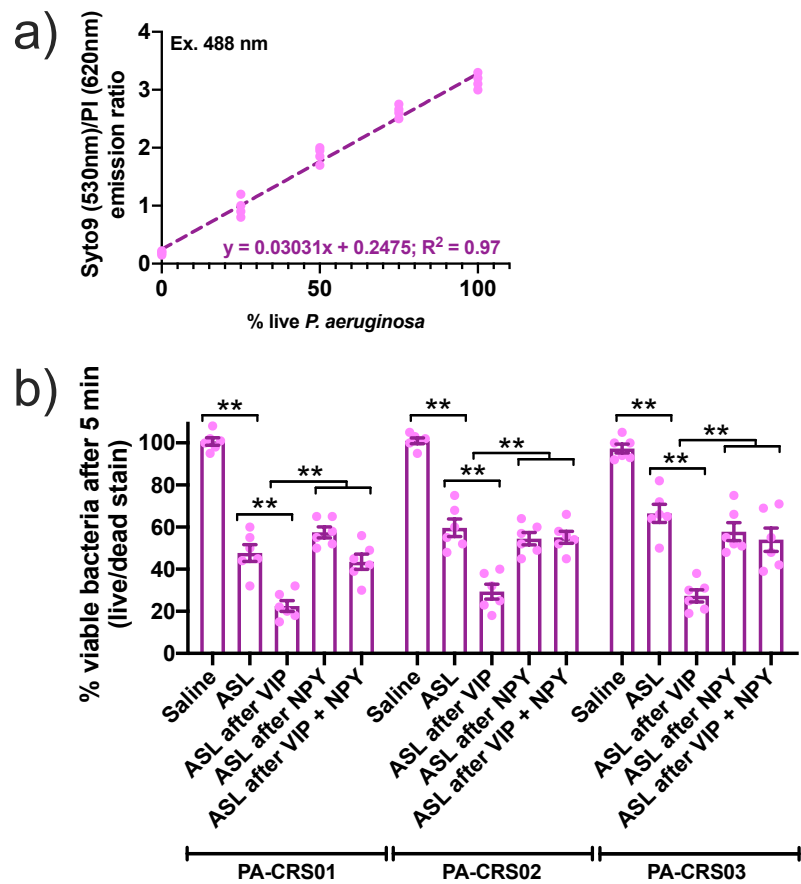 a)
Ex. 488 nm
Syto9 (530nm)/PI (620nm)
emission ratio
4
3
2
1
0
y = 0.03031x + 0.2475; R² = 0.97
0 50 100
% live P. aeruginosa
b)
% viable bacteria after 5 min
(live/dead stain)
100
80
60
40
20
0
** ** **
** ** **
** ** **
Saline
ASL
ASL after VIP
ASL after NPY
ASL after VIP + NPY
Saline
ASL
ASL after VIP
ASL after NPY
ASL after VIP + NPY
Saline
ASL
ASL after VIP
ASL after NPY
ASL after VIP + NPY
PA-CRS01 PA-CRS02 PA-CRS03